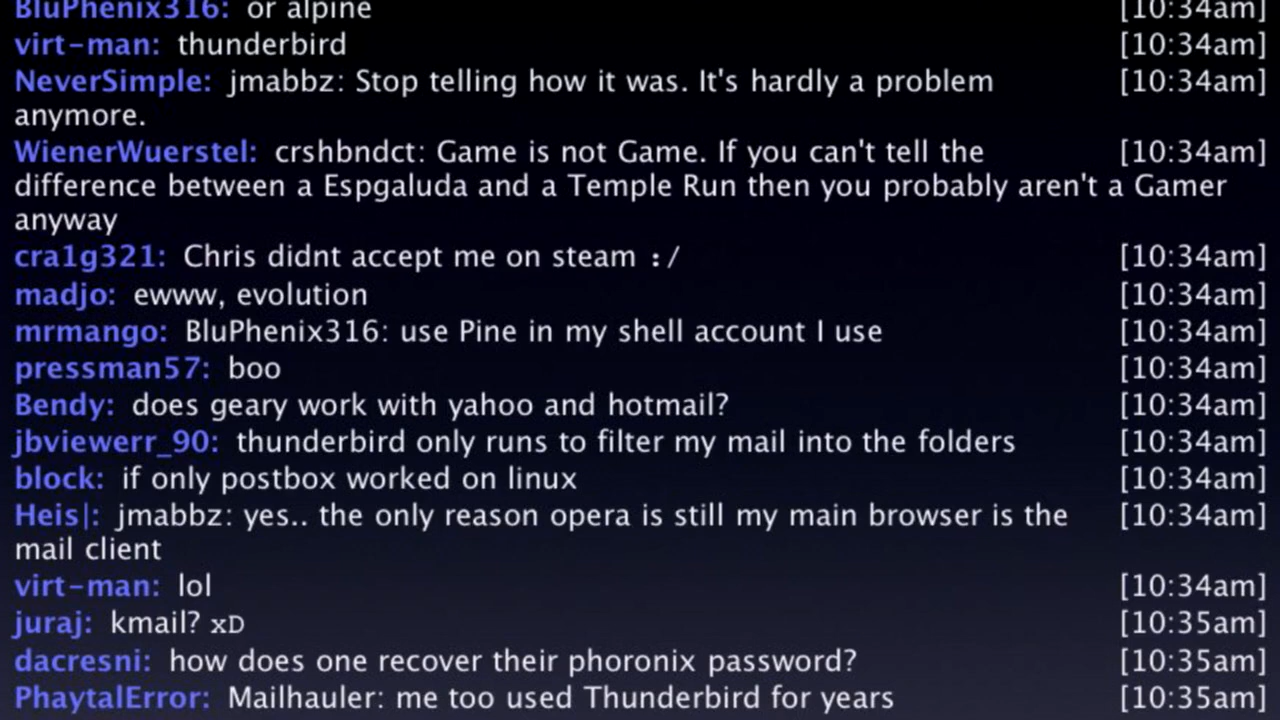 BluPhenix316: or alpine [10:34am]
virt-man: thunderbird [10:34am]
NeverSimple: jmabbz: Stop telling how it was. It's hardly a problem [10:34am]
anymore.
WienerWuerstel: crshbndct: Game is not Game. If you can't tell the [10:34am]
difference between a Espgaluda and a Temple Run then you probably aren't a Gamer
anyway
cra1g321: Chris didnt accept me on steam :/ [10:34am]
madjo: ewww, evolution [10:34am]
mrmango: BluPhenix316: use Pine in my shell account I use [10:34am]
pressman57: boo [10:34am]
Bendy: does geary work with yahoo and hotmail? [10:34am]
jbviewerr_90: thunderbird only runs to filter my mail into the folders [10:34am]
block: if only postbox worked on linux [10:34am]
Heis|: jmabbz: yes.. the only reason opera is still my main browser is the [10:34am]
mail client
virt-man: lol [10:34am]
juraj: kmail? xD [10:35am]
dacresni: how does one recover their phoronix password? [10:35am]
PhaytalError: Mailhauler: me too used Thunderbird for years [10:35am]